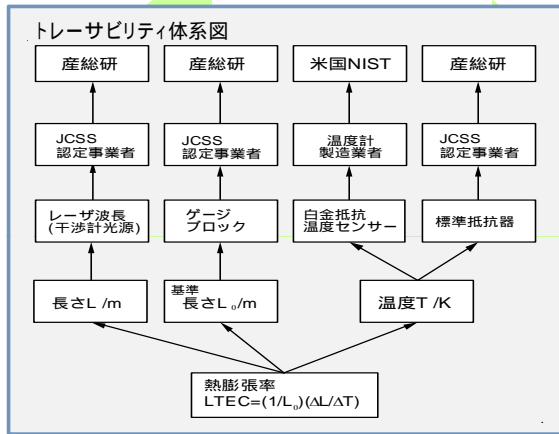 トレーサビリティ体系図
産総研
産総研
米国NIST
産総研
JCSS
認定事業者
JCSS
認定事業者
温度計
製造業者
JCSS
認定事業者
レーザ波長
(干渉計光源)
ゲージ
ブロック
白金抵抗
温度センサー
標準抵抗器
長さL /m
基準
長さL₀/m
温度T /K
熱膨張率
LTEC=(1/L₀)(ΔL/ΔT)